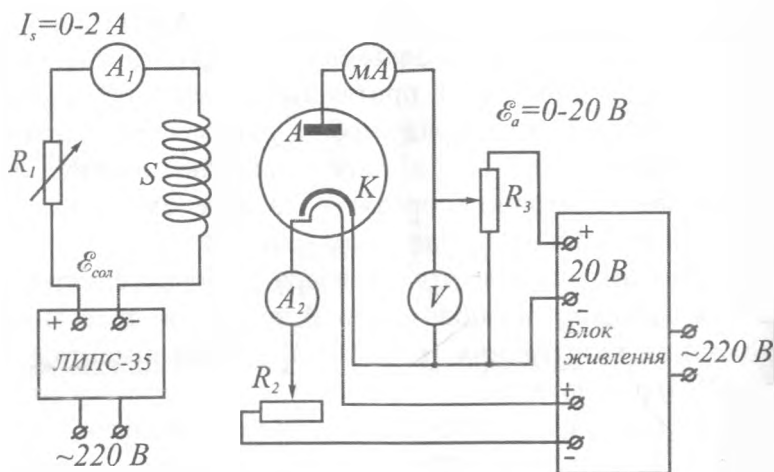 I_s=0-2 A
A_1
R_1
S
ℰ_сол
+ -
ЛИПС-35
~220 В
мА
A
K
ℰ_a=0-20 В
R_3
A_2
V
R_2
+
20 В
-
Блок
живлення
~220 В
+
-